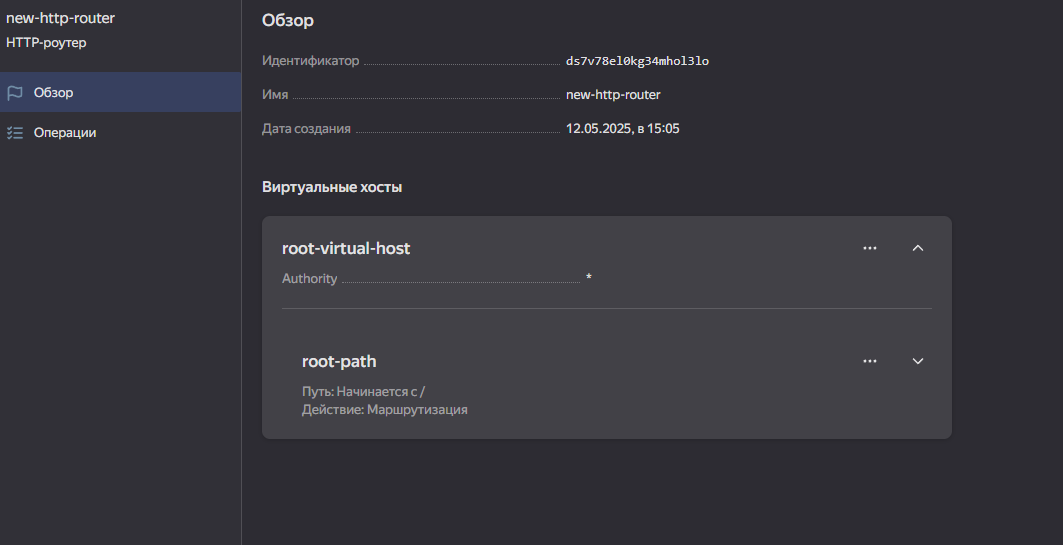 new-http-router
HTTP-роутер
Обзор
Операции
Обзор
Идентификатор ds7v78el0kg34mhol3lo
Имя new-http-router
Дата создания 12.05.2025, в 15:05
Виртуальные хосты
root-virtual-host
Authority *
root-path
Путь: Начинается с /
Действие: Маршрутизация